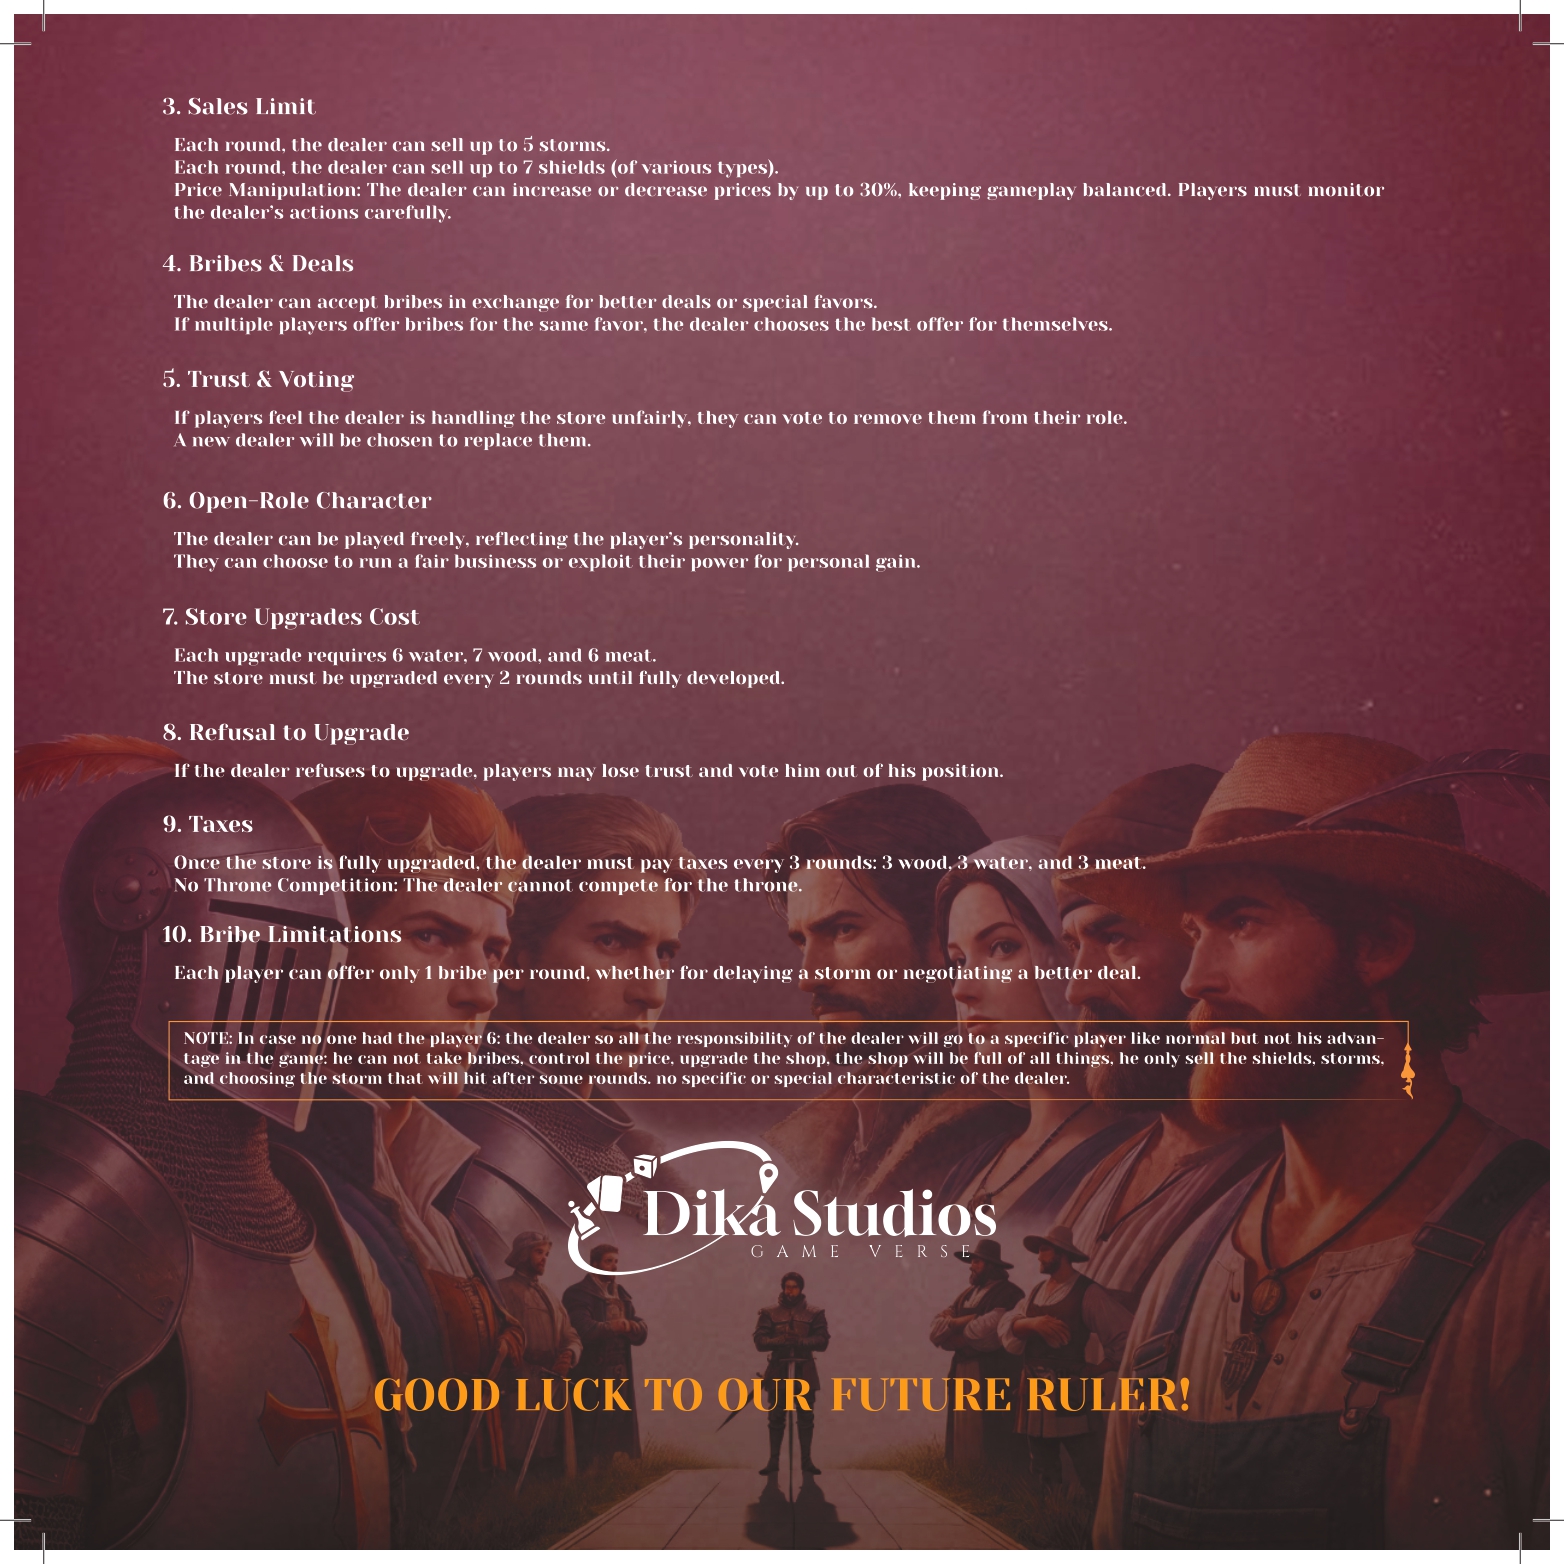 3. Sales Limit
Each round, the dealer can sell up to 5 storms.
Each round, the dealer can sell up to 7 shields (of various types).
Price Manipulation: The dealer can increase or decrease prices by up to 30%, keeping gameplay balanced. Players must monitor
the dealer’s actions carefully.
4. Bribes & Deals
The dealer can accept bribes in exchange for better deals or special favors.
If multiple players offer bribes for the same favor, the dealer chooses the best offer for themselves.
5. Trust & Voting
If players feel the dealer is handling the store unfairly, they can vote to remove them from their role.
A new dealer will be chosen to replace them.
6. Open-Role Character
The dealer can be played freely, reflecting the player’s personality.
They can choose to run a fair business or exploit their power for personal gain.
7. Store Upgrades Cost
Each upgrade requires 6 water, 7 wood, and 6 meat.
The store must be upgraded every 2 rounds until fully developed.
8. Refusal to Upgrade
If the dealer refuses to upgrade, players may lose trust and vote him out of his position.
9. Taxes
Once the store is fully upgraded, the dealer must pay taxes every 3 rounds: 3 wood, 3 water, and 3 meat.
No Throne Competition: The dealer cannot compete for the throne.
10. Bribe Limitations
Each player can offer only 1 bribe per round, whether for delaying a storm or negotiating a better deal.
NOTE: In case no one had the player 6: the dealer so all the responsibility of the dealer will go to a specific player like normal but not his advan-
tage in the game: he can not take bribes, control the price, upgrade the shop, the shop will be full of all things, he only sell the shields, storms,
and choosing the storm that will hit after some rounds. no specific or special characteristic of the dealer.
Dika Studios
GAME VERSE
GOOD LUCK TO OUR FUTURE RULER!